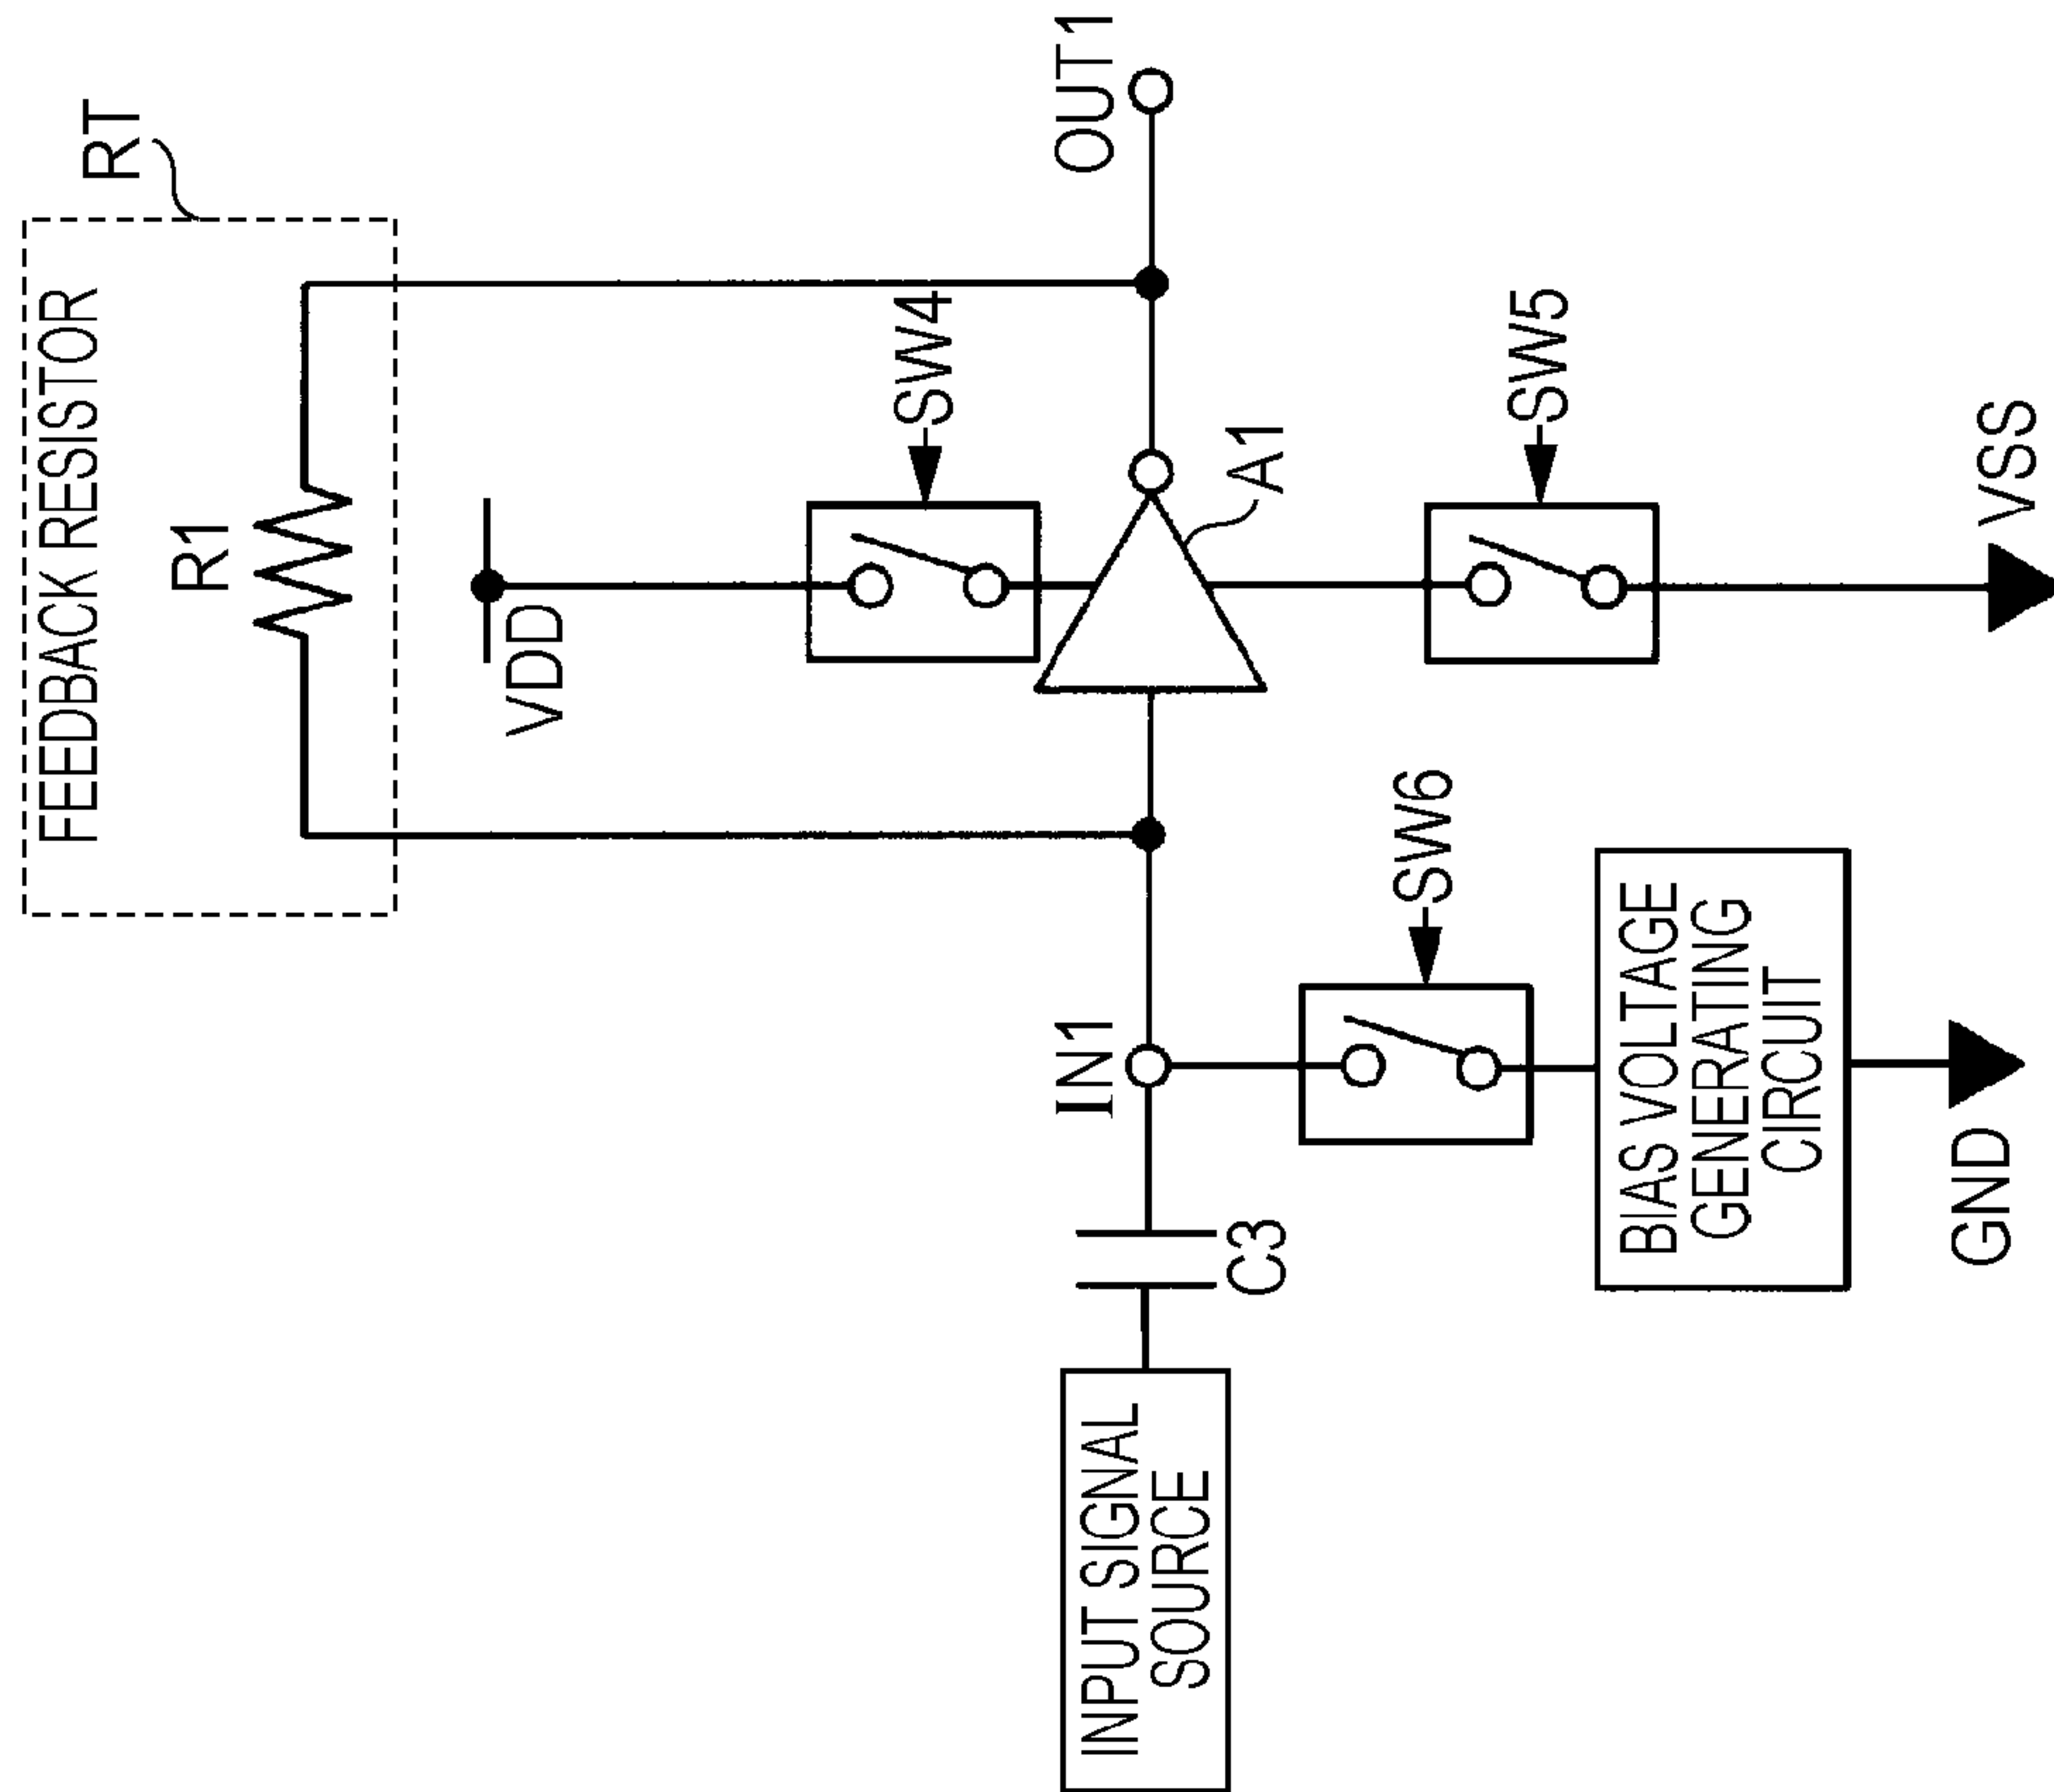 FEEDBACK RESISTOR
RT
R1
VDD
SW4
OUT1
IN1
A1
C3
INPUT SIGNAL
SOURCE
SW6
SW5
BIAS VOLTAGE
GENERATING
CIRCUIT
GND
VSS